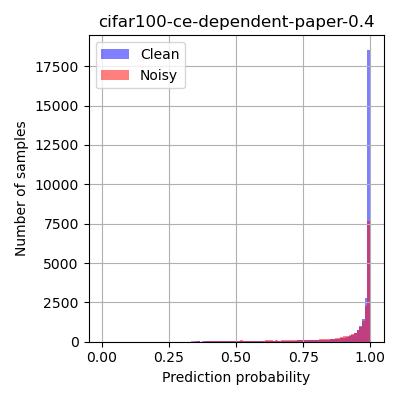 cifar100-ce-dependent-paper-0.4
Clean
Noisy
Number of samples
17500
15000
12500
10000
7500
5000
2500
0
0.00 0.25 0.50 0.75 1.00
Prediction probability